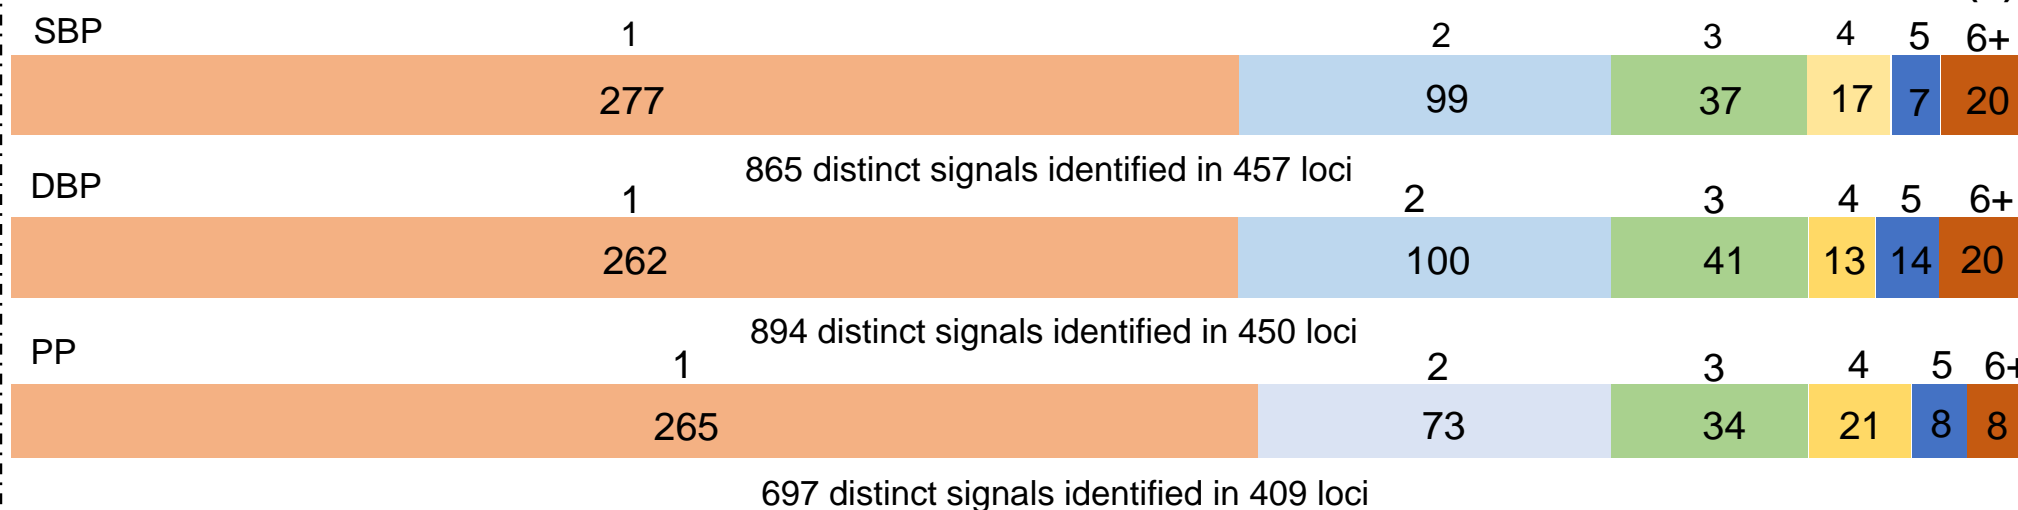 SBP
1 2 3 4 5 6+
277 99 37 17 7 20
865 distinct signals identified in 457 loci
DBP
1 2 3 4 5 6+
262 100 41 13 14 20
894 distinct signals identified in 450 loci
PP
1 2 3 4 5 6+
265 73 34 21 8 8
697 distinct signals identified in 409 loci